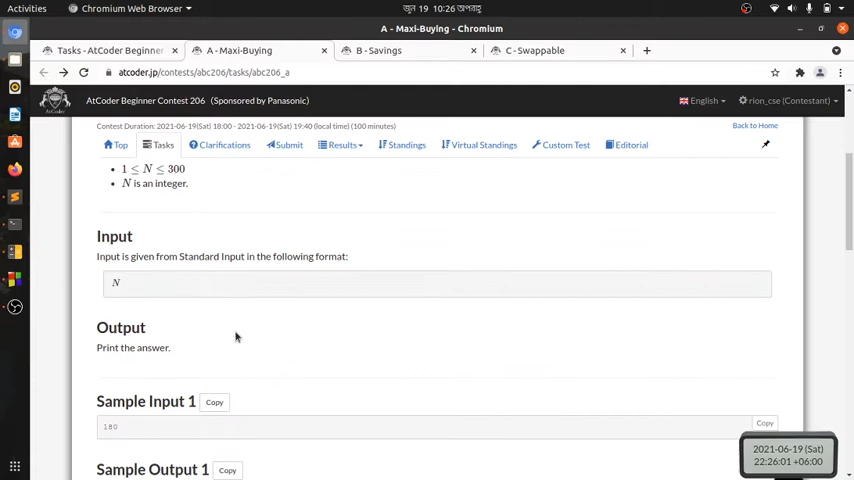 Activities
Chromium Web Browser
জুন 19 10:26 অপরাহ্ণ
A - Maxi-Buying - Chromium
Tasks - AtCoder Beginner
A - Maxi-Buying
B - Savings
C - Swappable
atcoder.jp/contests/abc206/tasks/abc206_a
AtCoder Beginner Contest 206 (Sponsored by Panasonic)
English
rion_cse (Contestant)
Contest Duration: 2021-06-19(Sat) 18:00 - 2021-06-19(Sat) 19:40 (local time) (100 minutes)
Back to Home
Top
Tasks
Clarifications
Submit
Results
Standings
Virtual Standings
Custom Test
Editorial
1 ≤ N ≤ 300
N is an integer.
Input
Input is given from Standard Input in the following format:
N
Output
Print the answer.
Sample Input 1 Copy
Copy
180
Sample Output 1 Copy
2021-06-19 (Sat)
22:26:01 +06:00